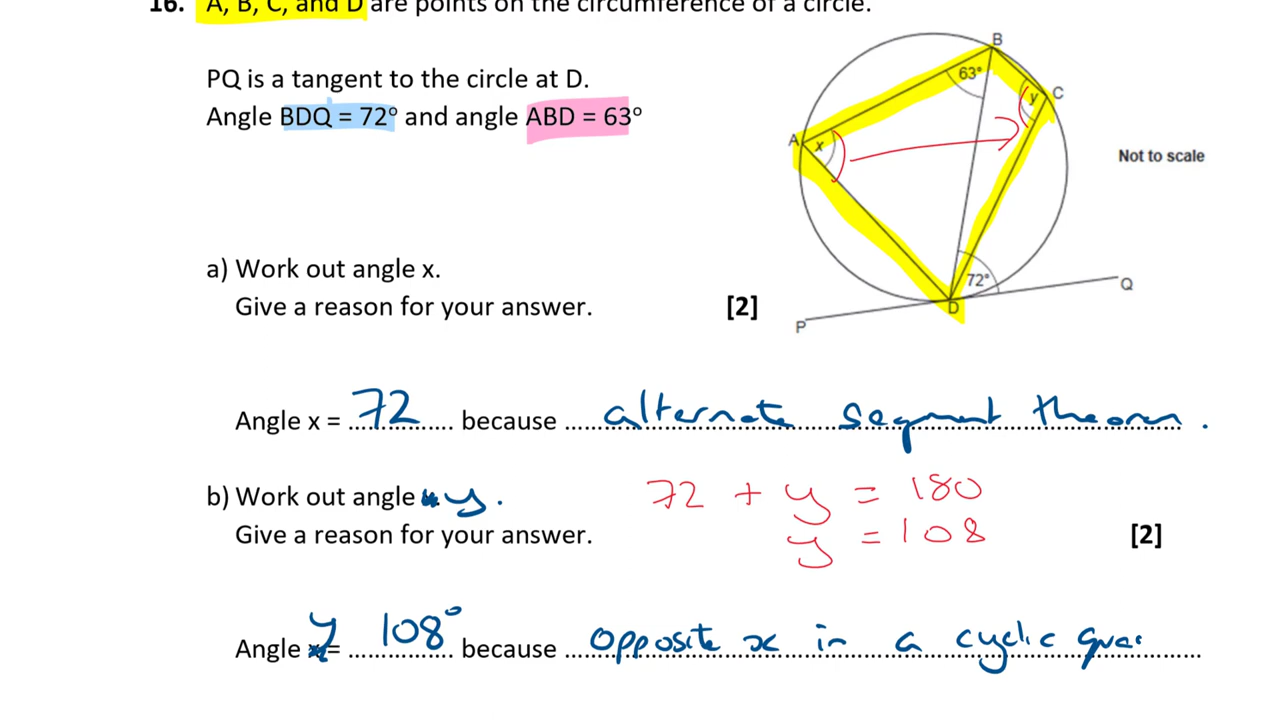 16. A, B, C, and D are points on the circumference of a circle.
PQ is a tangent to the circle at D.
Angle BDQ = 72° and angle ABD = 63°
B
63°
y
C
A
x
Not to scale
72°
Q
D
P
a) Work out angle x.
Give a reason for your answer. [2]
Angle x = 72 because alternate segment theorem.
b) Work out angle y.
72 + y = 180
Give a reason for your answer. [2]
y = 108
Angle y = 108° because opposite x in a cyclic